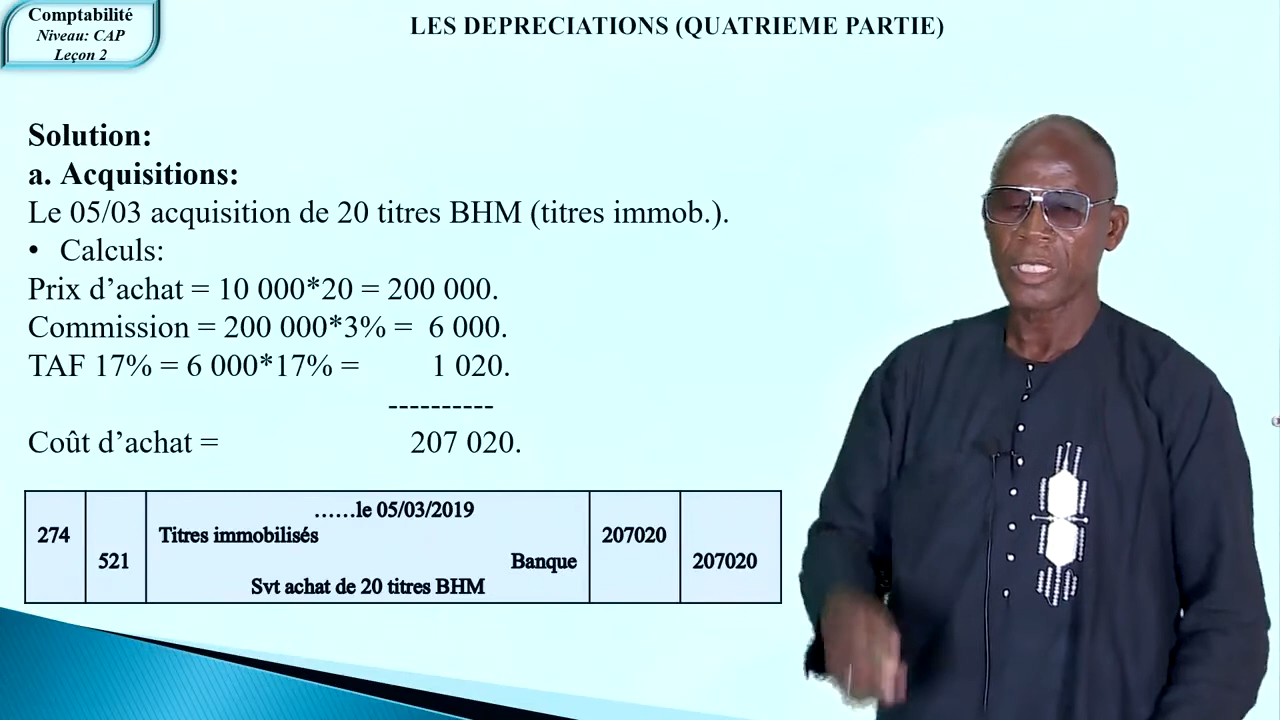 Comptabilité
Niveau: CAP
Leçon 2
LES DEPRECIATIONS (QUATRIEME PARTIE)
Solution:
a. Acquisitions:
Le 05/03 acquisition de 20 titres BHM (titres immob.).
• Calculs:
Prix d’achat = 10 000*20 = 200 000.
Commission = 200 000*3% = 6 000.
TAF 17% = 6 000*17% = 1 020.
----------
Coût d’achat = 207 020.
……le 05/03/2019
274 Titres immobilisés 207020
521 Banque 207020
Svt achat de 20 titres BHM